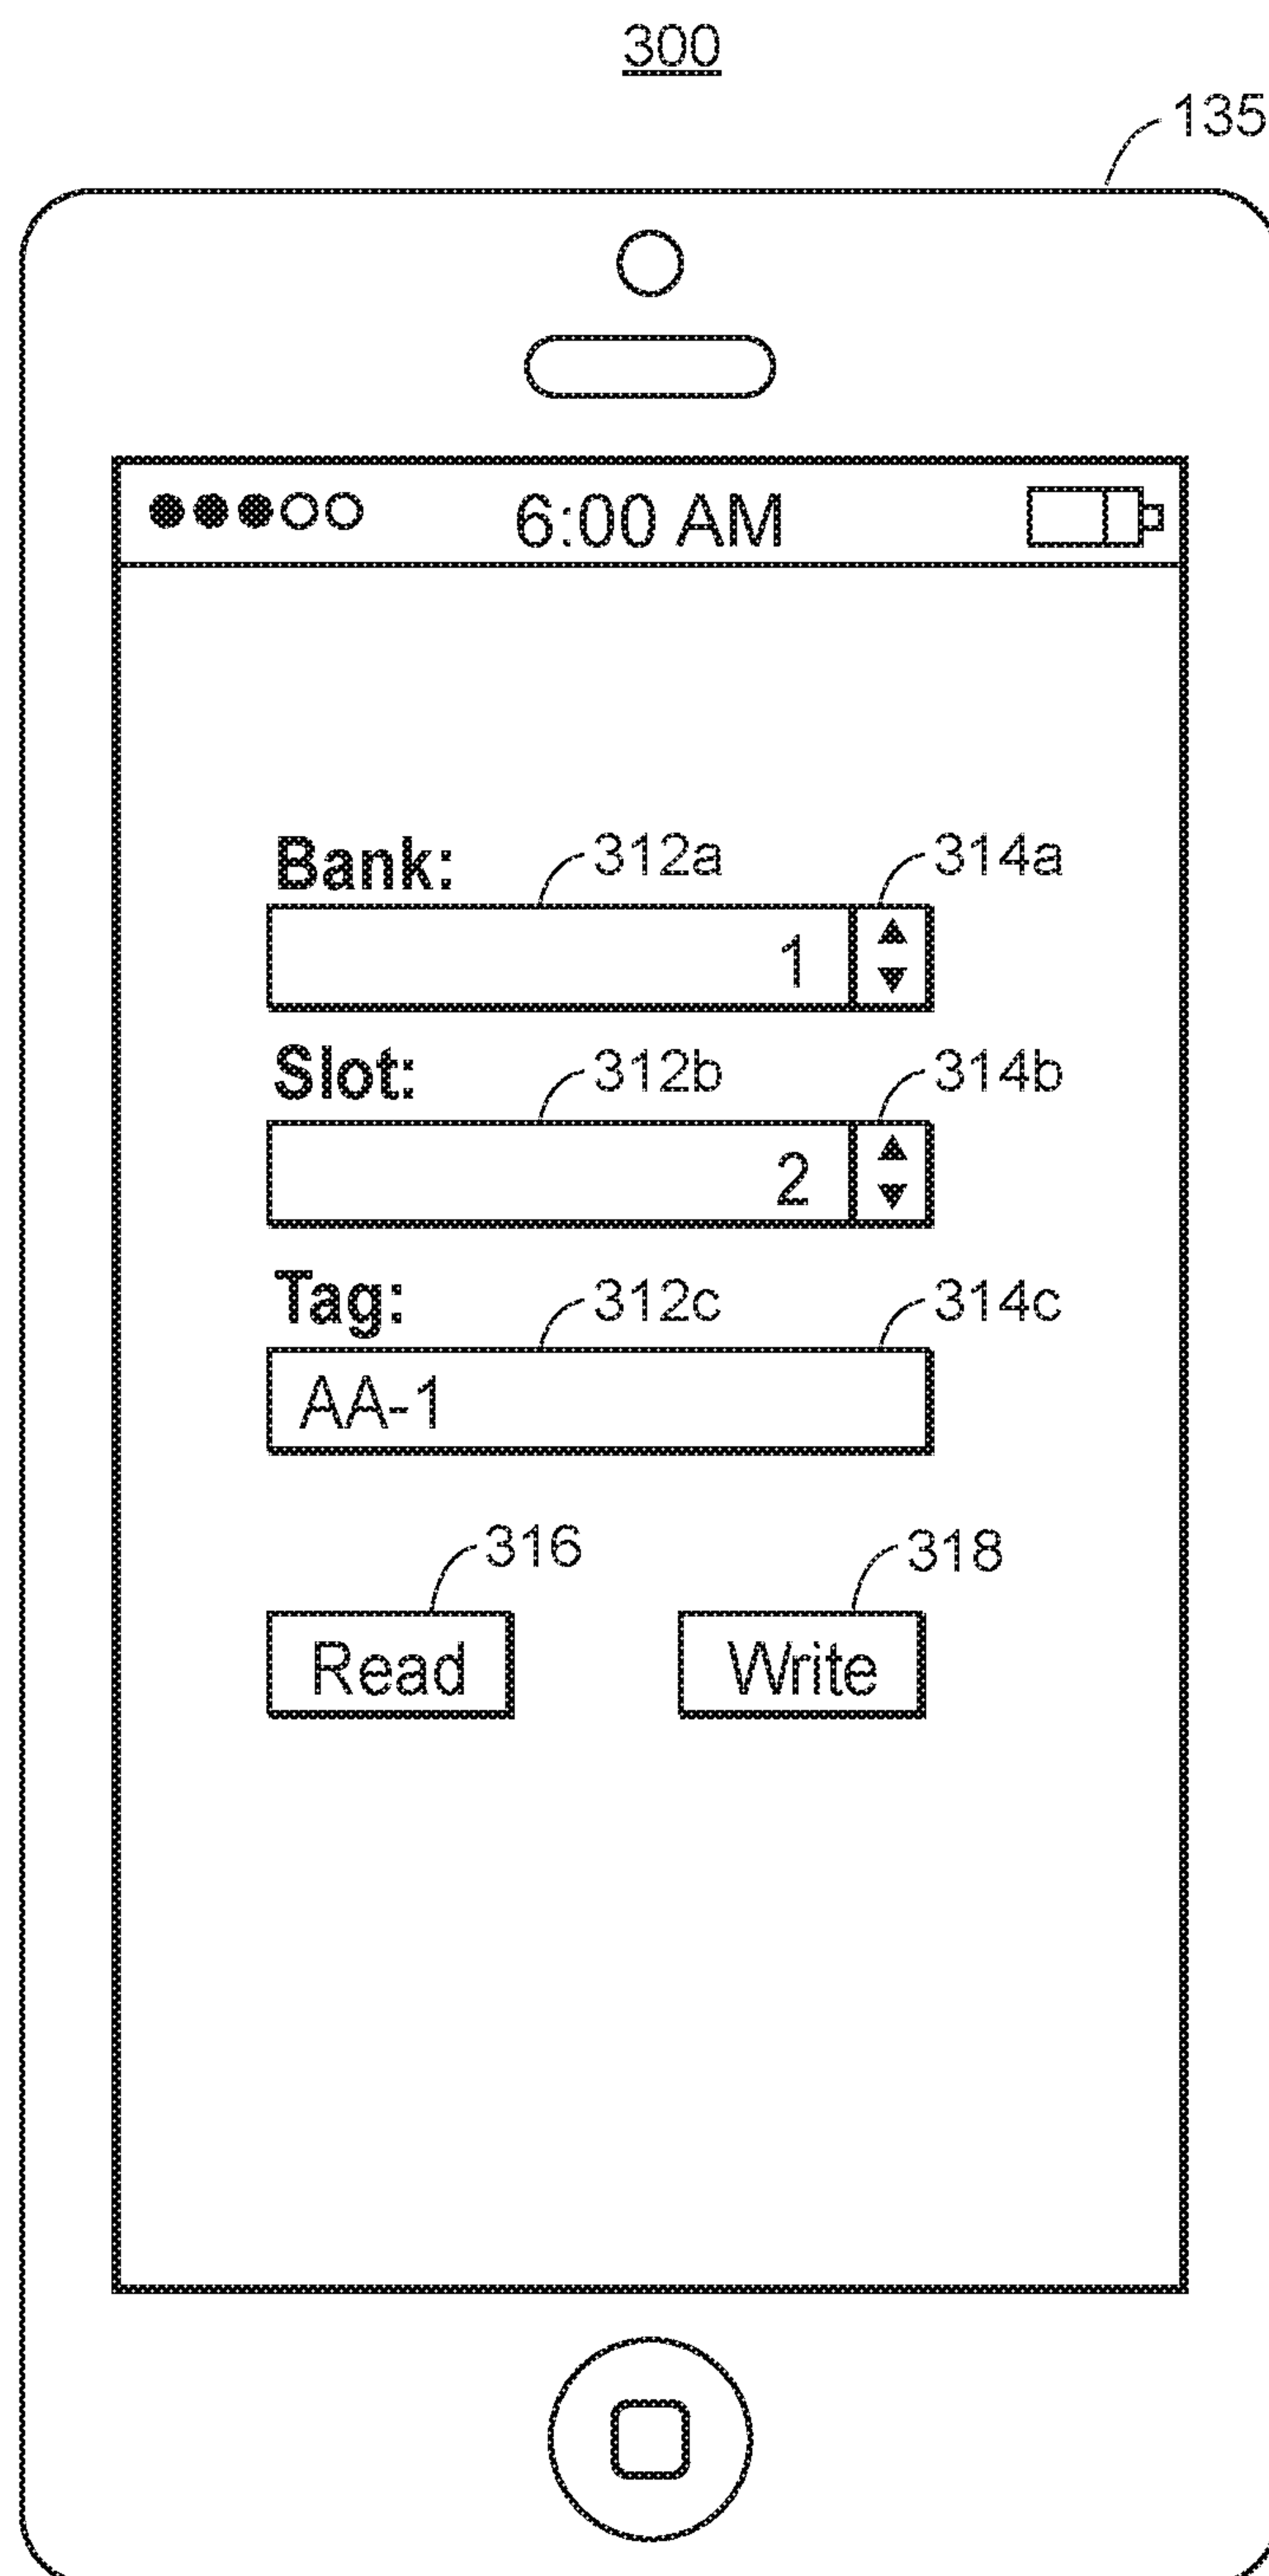 300
135
6:00 AM
Bank: 312a 314a
1
Slot: 312b 314b
2
Tag: 312c 314c
AA-1
316 318
Read Write